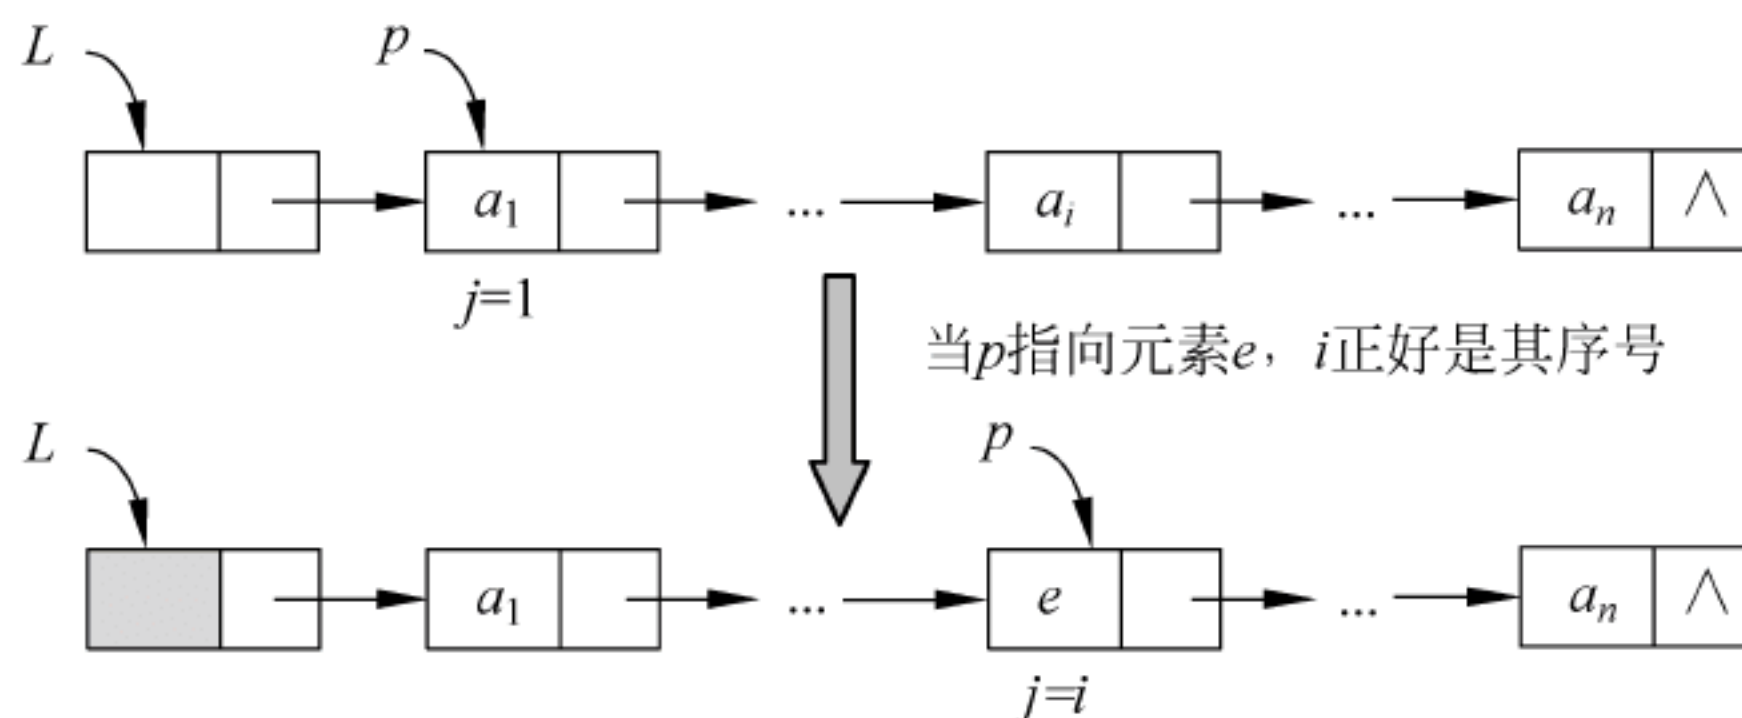 L p
a1 ... ai ... an ∧
j=1
当p指向元素e，i正好是其序号
L p
a1 ... e ... an ∧
j=i